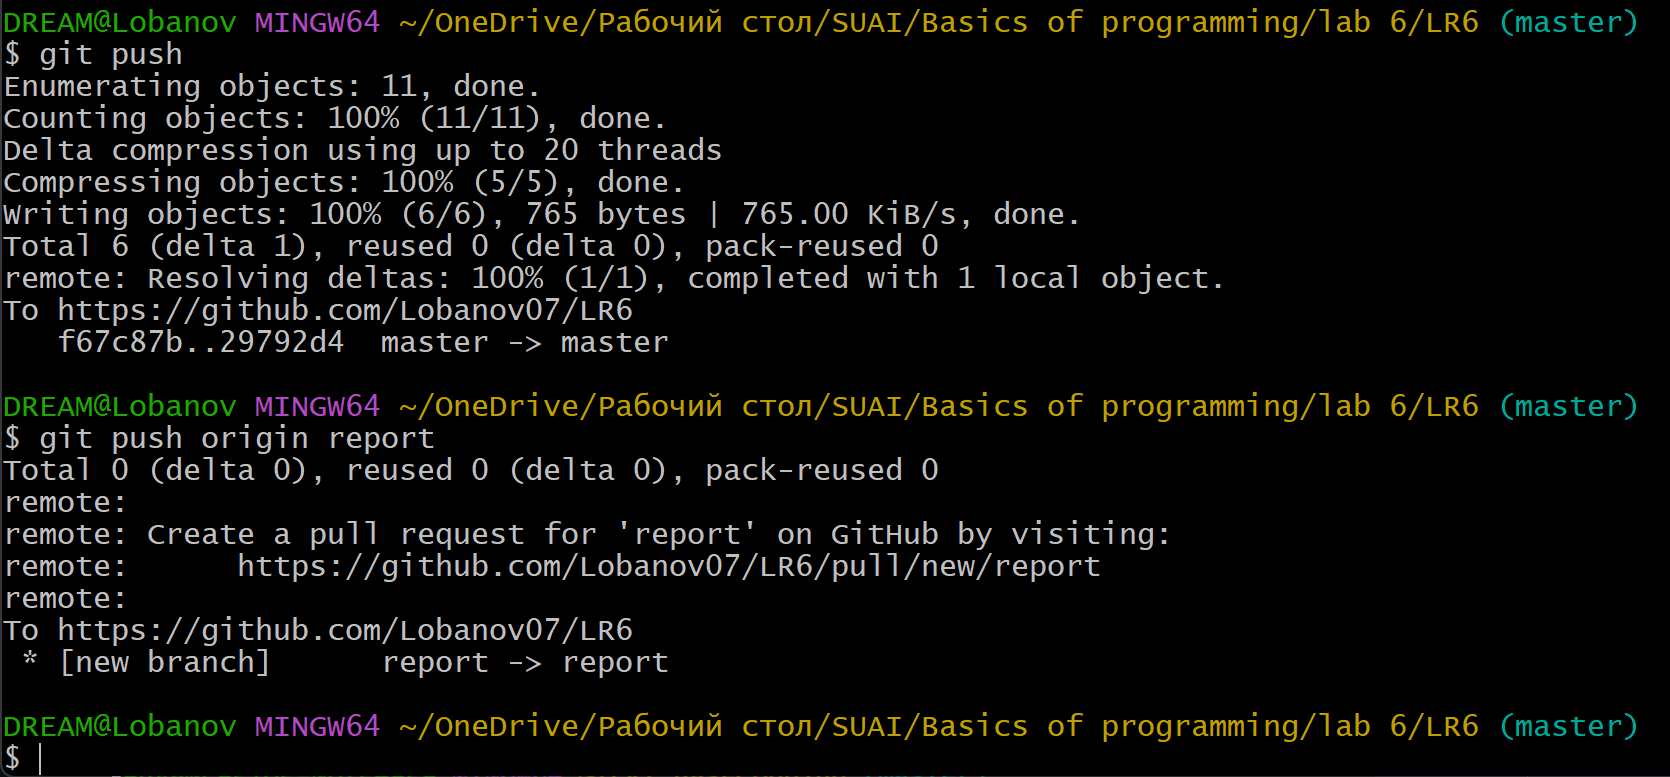 DREAM@Lobanov MINGW64 ~/OneDrive/Рабочий стол/SUAI/Basics of programming/lab 6/LR6 (master)
$ git push
Enumerating objects: 11, done.
Counting objects: 100% (11/11), done.
Delta compression using up to 20 threads
Compressing objects: 100% (5/5), done.
Writing objects: 100% (6/6), 765 bytes | 765.00 KiB/s, done.
Total 6 (delta 1), reused 0 (delta 0), pack-reused 0
remote: Resolving deltas: 100% (1/1), completed with 1 local object.
To https://github.com/Lobanov07/LR6
   f67c87b..29792d4  master -> master
DREAM@Lobanov MINGW64 ~/OneDrive/Рабочий стол/SUAI/Basics of programming/lab 6/LR6 (master)
$ git push origin report
Total 0 (delta 0), reused 0 (delta 0), pack-reused 0
remote:
remote: Create a pull request for 'report' on GitHub by visiting:
remote:      https://github.com/Lobanov07/LR6/pull/new/report
remote:
To https://github.com/Lobanov07/LR6
 * [new branch]      report -> report
DREAM@Lobanov MINGW64 ~/OneDrive/Рабочий стол/SUAI/Basics of programming/lab 6/LR6 (master)
$